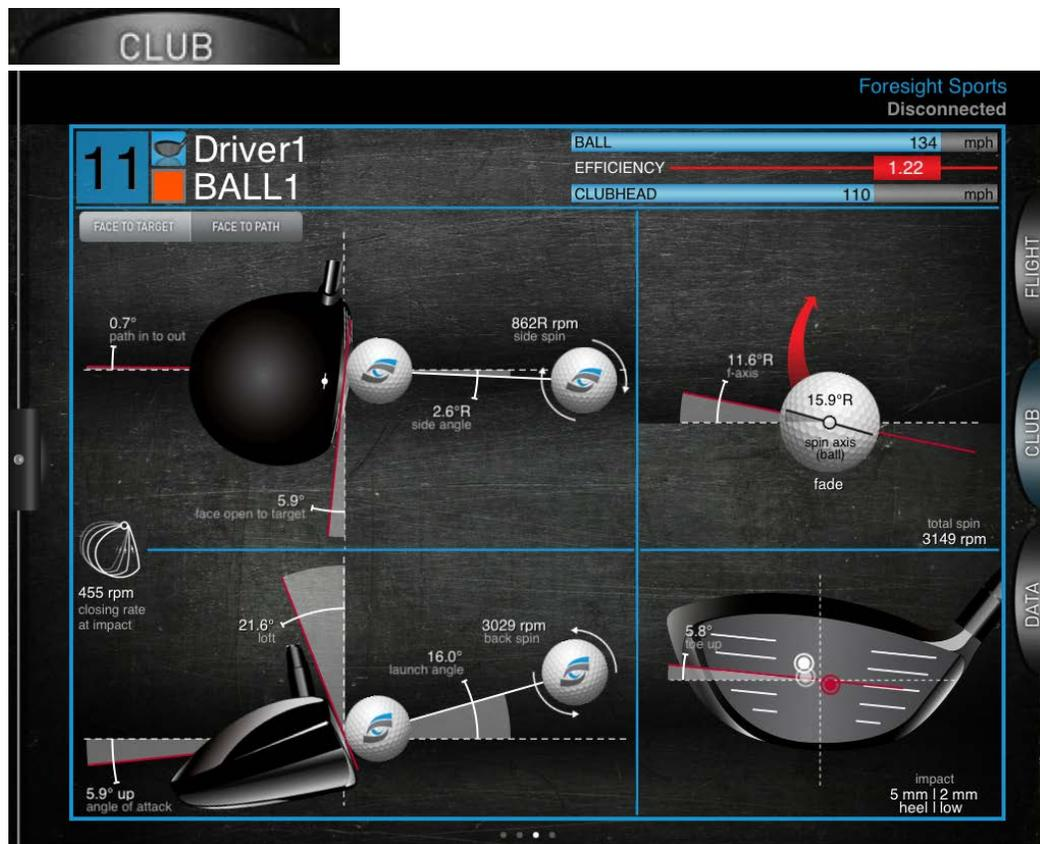 CLUB
Foresight Sports
Disconnected
11
Driver1
BALL1
BALL 134 mph
EFFICIENCY 1.22
CLUBHEAD 110 mph
FACE TO TARGET
FACE TO PATH
0.7°
path in to out
862R rpm
side spin
2.6°R
side angle
5.9°
face open to target
11.6°R
f-axis
15.9°R
spin axis
(ball)
fade
total spin
3149 rpm
455 rpm
closing rate
at impact
21.6°
loft
16.0°
launch angle
3029 rpm
back spin
5.9° up
angle of attack
5.8°
toe up
impact
5 mm | 2 mm
heel | low
FLIGHT
CLUB
DATA